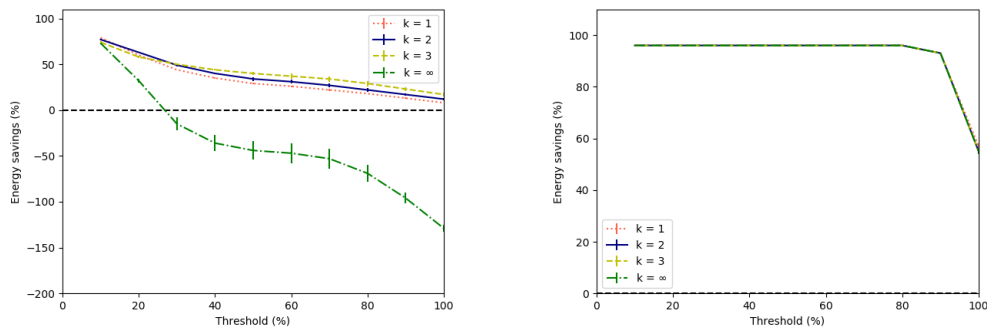 100
50
0
−50
−100
−150
−200
Energy savings (%)
0 20 40 60 80 100
Threshold (%)
k = 1
k = 2
k = 3
k = ∞
100
80
60
40
20
0
Energy savings (%)
0 20 40 60 80 100
Threshold (%)
k = 1
k = 2
k = 3
k = ∞